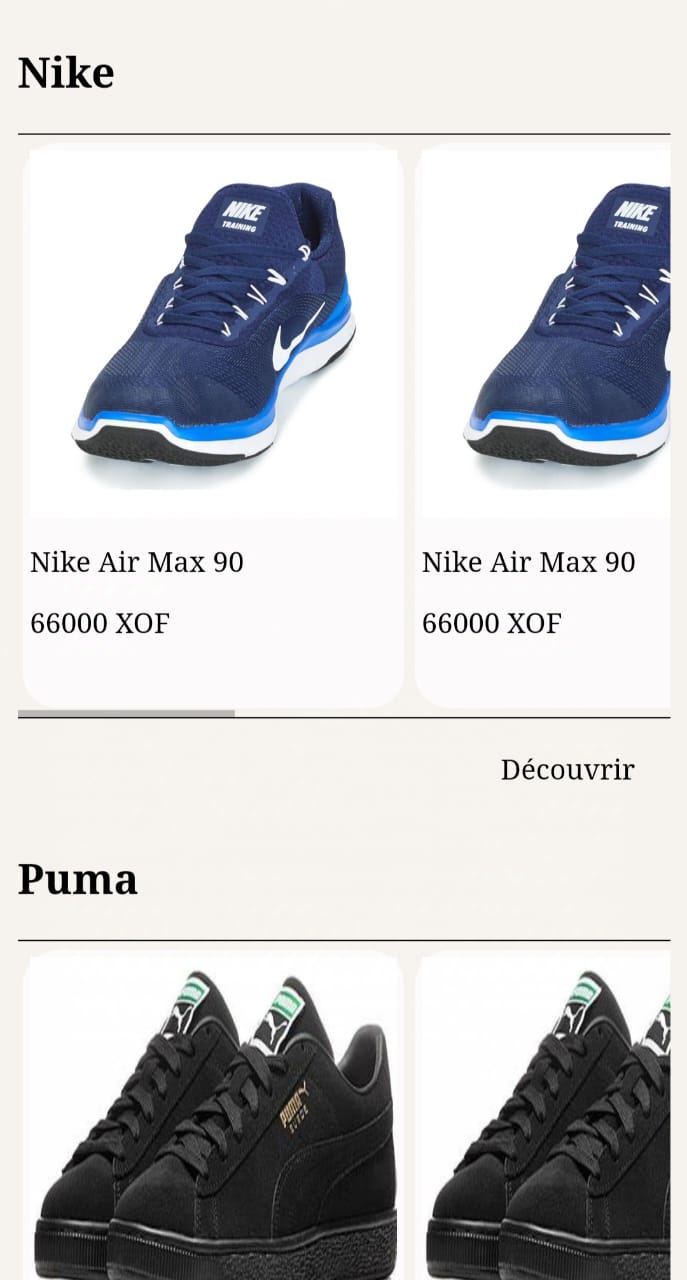 Nike
NIKE
TRAINING
NIKE
TRAINING
Nike Air Max 90
Nike Air Max 90
66000 XOF
66000 XOF
Découvrir
Puma
PUMA
SUEDE